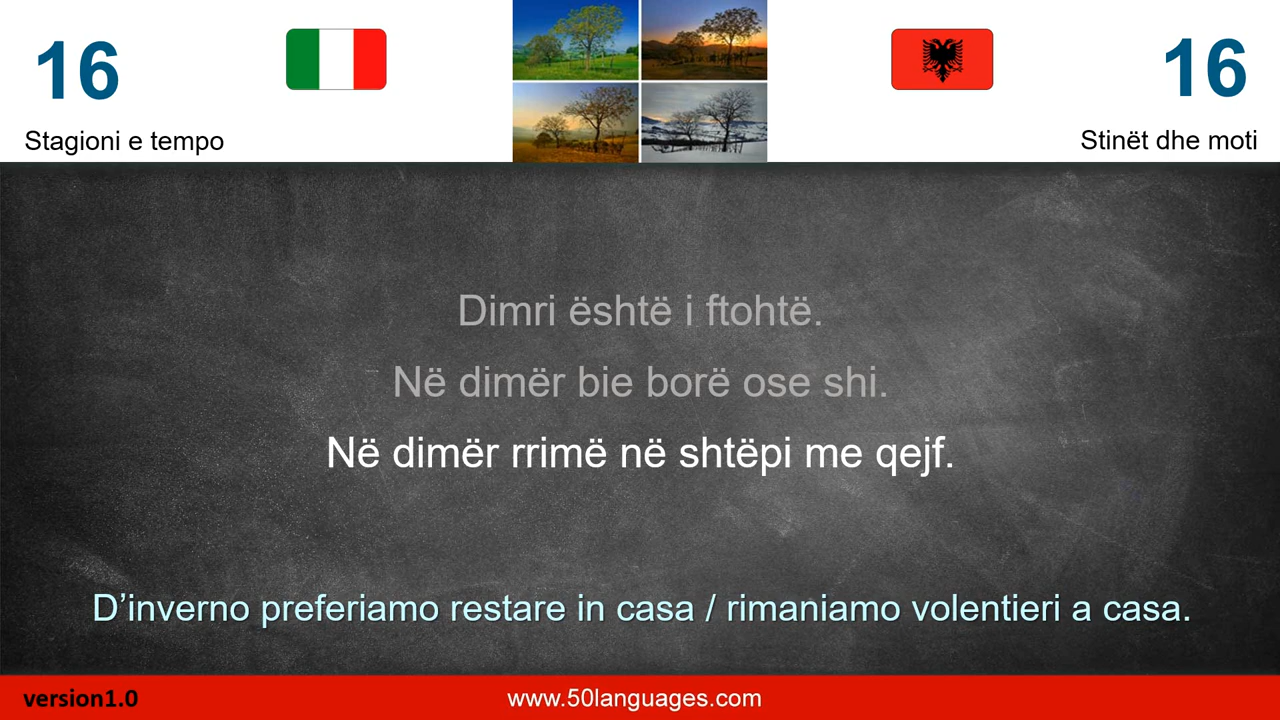 16
16
Stagioni e tempo
Stinët dhe moti
Dimri është i ftohtë.
Në dimër bie borë ose shi.
Në dimër rrimë në shtëpi me qejf.
D’inverno preferiamo restare in casa / rimaniamo volentieri a casa.
version1.0
www.50languages.com